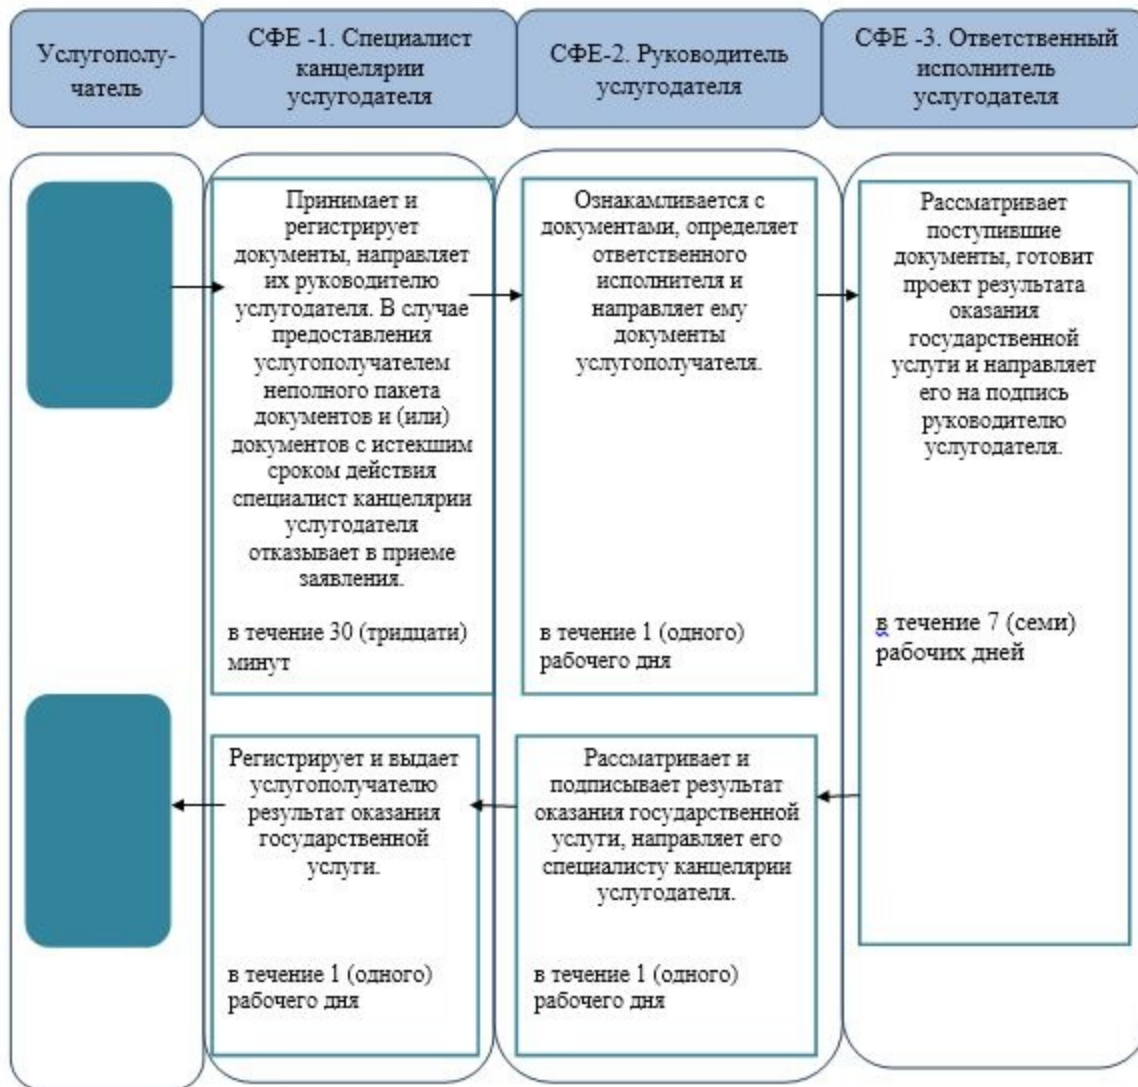 Услугополу-
чатель
СФЕ -1. Специалист
канцелярии
услугодателя
СФЕ-2. Руководитель
услугодателя
СФЕ -3. Ответственный
исполнитель
услугодателя
Принимает и
регистрирует
документы, направляет
их руководителю
услугодателя. В случае
предоставления
услугополучателем
неполного пакета
документов и (или)
документов с истекшим
сроком действия
специалист канцелярии
услугодателя
отказывает в приеме
заявления.
в течение 30 (тридцати)
минут
Ознакамливается с
документами, определяет
ответственного
исполнителя и
направляет ему
документы
услугополучателя.
в течение 1 (одного)
рабочего дня
Рассматривает
поступившие
документы, готовит
проект результата
оказания
государственной
услуги и направляет
его на подпись
руководителю
услугодателя.
в течение 7 (семи)
рабочих дней
Регистрирует и выдает
услугополучателю
результат оказания
государственной
услуги.
в течение 1 (одного)
рабочего дня
Рассматривает и
подписывает результат
оказания государственной
услуги, направляет его
специалисту канцелярии
услугодателя.
в течение 1 (одного)
рабочего дня